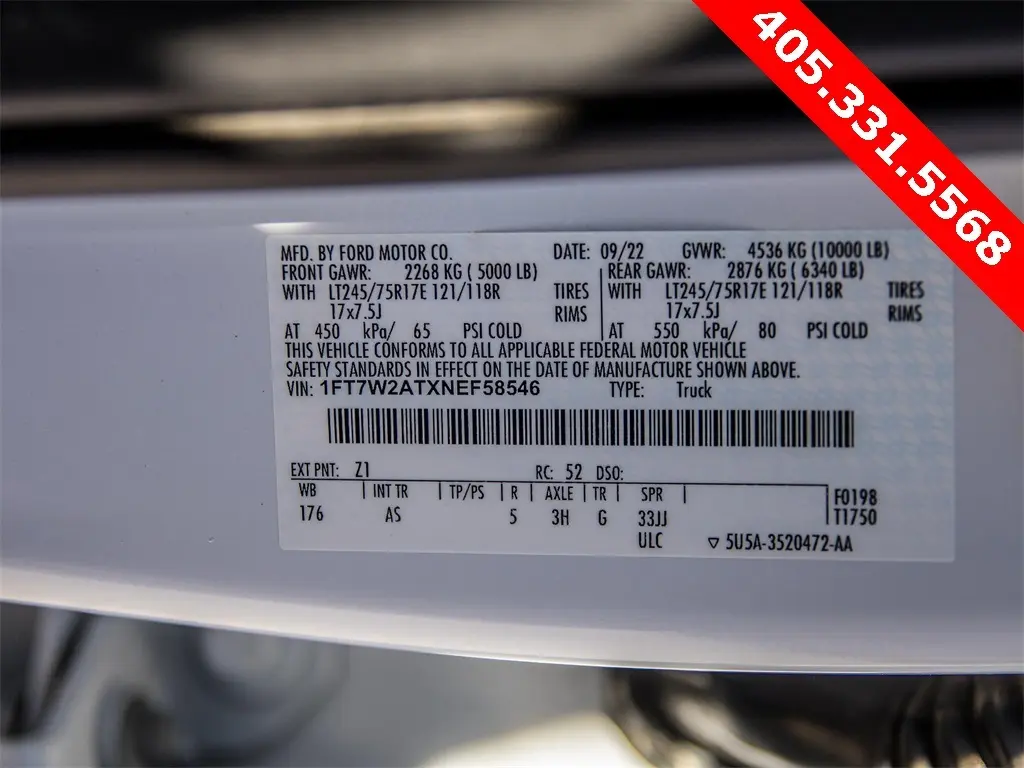 405.331.5568
MFD. BY FORD MOTOR CO. DATE: 09/22 GVWR: 4536 KG (10000 LB)
FRONT GAWR: 2268 KG ( 5000 LB) REAR GAWR: 2876 KG ( 6340 LB)
WITH LT245/75R17E 121/118R TIRES WITH LT245/75R17E 121/118R TIRES
17x7.5J RIMS 17x7.5J RIMS
AT 450 kPa/ 65 PSI COLD AT 550 kPa/ 80 PSI COLD
THIS VEHICLE CONFORMS TO ALL APPLICABLE FEDERAL MOTOR VEHICLE
SAFETY STANDARDS IN EFFECT ON THE DATE OF MANUFACTURE SHOWN ABOVE.
VIN: 1FT7W2ATXNEF58546 TYPE: Truck
EXT PNT: Z1 RC: 52 DSO:
WB | INT TR | TP/PS | R | AXLE | TR | SPR | F0198
176 AS 5 3H G 33JJ T1750
ULC ▽ 5U5A-3520472-AA